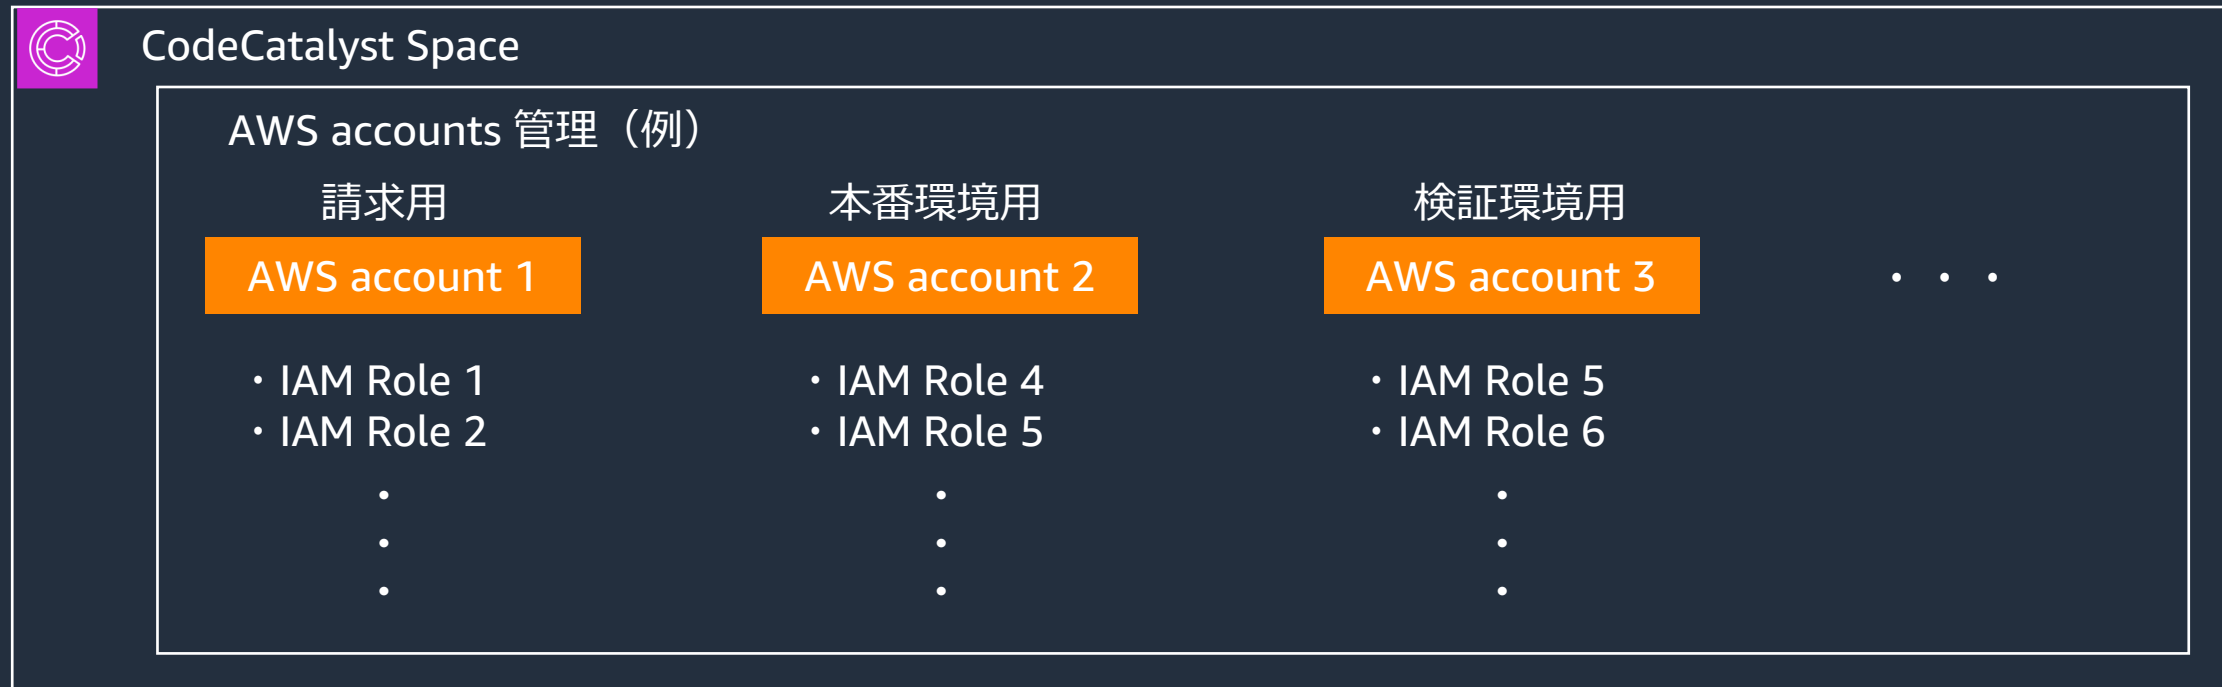 CodeCatalyst Space
AWS accounts 管理（例）
請求用
AWS account 1
・IAM Role 1
・IAM Role 2
・
・
・
本番環境用
AWS account 2
・IAM Role 4
・IAM Role 5
・
・
・
検証環境用
AWS account 3
・IAM Role 5
・IAM Role 6
・
・
・
・・・